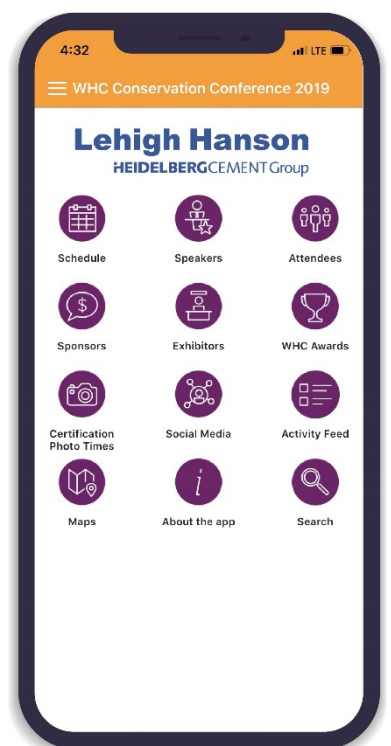 4:32
LTE
WHC Conservation Conference 2019
Lehigh Hanson
HEIDELBERGCEMENT Group
Schedule
Speakers
Attendees
$
Sponsors
Exhibitors
WHC Awards
Certification
Photo Times
Social Media
Activity Feed
i
Maps
About the app
Search